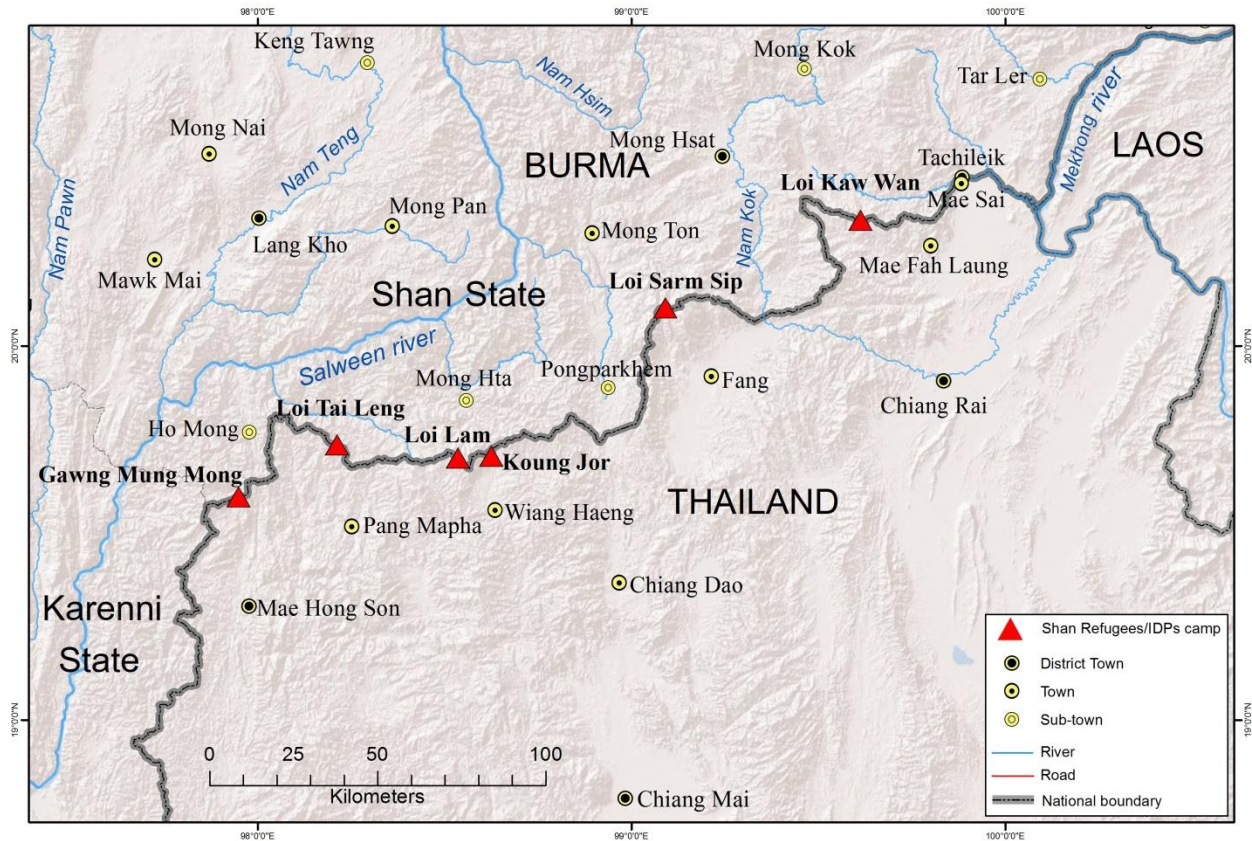 98°0'0"E
99°0'0"E
100°0'0"E
Keng Tawng
Mong Kok
Tar Ler
Nam Hsim
Mekhong river
LAOS
Mong Nai
Nam Teng
Mong Hsat
BURMA
Tachileik
Loi Kaw Wan
Mae Sai
Nam Pawn
Mong Pan
Lang Kho
Mong Ton
Nam Kok
Mae Fah Laung
Mawk Mai
Shan State
Loi Sarm Sip
20°0'0"N
20°0'0"N
Salween river
Mong Hta
Pongparkhem
Fang
Chiang Rai
Loi Tai Leng
Ho Mong
Loi Lam
Koung Jor
Gawng Mung Mong
THAILAND
Wiang Haeng
Pang Mapha
Chiang Dao
Karenni
State
Mae Hong Son
Shan Refugees/IDPs camp
District Town
Town
Sub-town
River
Road
National boundary
19°0'0"N
19°0'0"N
0 25 50 100
Kilometers
Chiang Mai
98°0'0"E
99°0'0"E
100°0'0"E